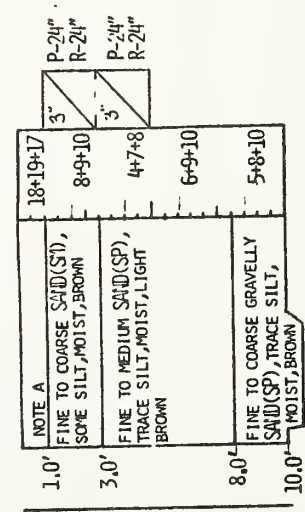 P-24"
R-24"
P-24"
R-24"
3"
3"
NOTE A
18+19+17
1.0'
FINE TO COARSE SAND(SM),
SOME SILT,MOIST,BROWN
8+9+10
3.0'
FINE TO MEDIUM SAND(SP),
TRACE SILT,MOIST,LIGHT
BROWN
4+7+8
6+9+10
8.0'
FINE TO COARSE GRAVELLY
SAND(SP),TRACE SILT,
MOIST,BROWN
5+8+10
10.0'